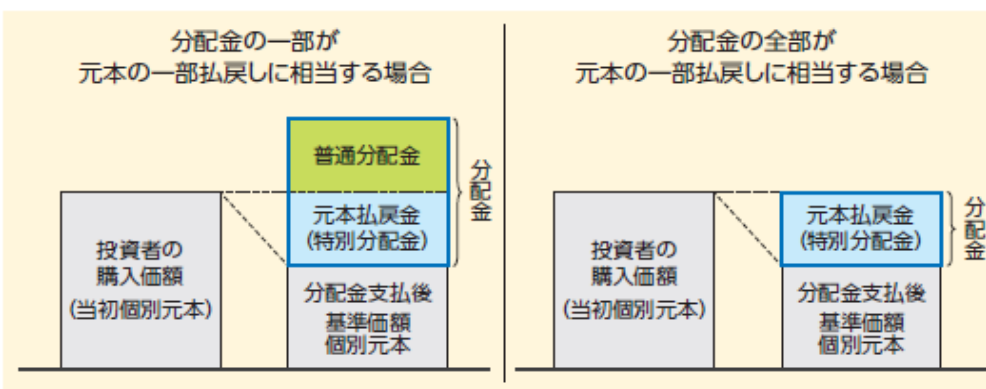 分配金の一部が
元本の一部払戻しに相当する場合
普通分配金
元本払戻金
(特別分配金)
分配金
投資者の
購入価額
(当初個別元本)
分配金支払後
基準価額
個別元本
分配金の全部が
元本の一部払戻しに相当する場合
元本払戻金
(特別分配金)
分配金
投資者の
購入価額
(当初個別元本)
分配金支払後
基準価額
個別元本